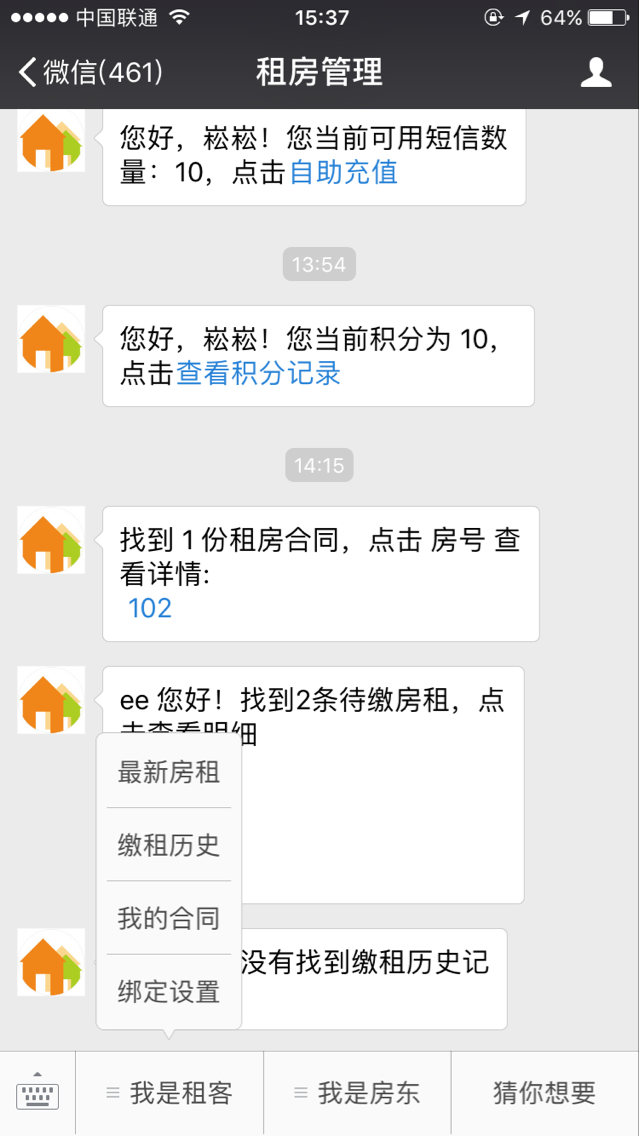 中国联通 15:37 64%
微信(461) 租房管理
您好，崧崧！您当前可用短信数
量：10，点击自助充值
13:54
您好，崧崧！您当前积分为 10，
点击查看积分记录
14:15
找到 1 份租房合同，点击 房号 查
看详情:
102
ee 您好！找到2条待缴房租，点
击查看明细
最新房租
缴租历史
我的合同
没有找到缴租历史记
绑定设置
我是租客 我是房东 猜你想要